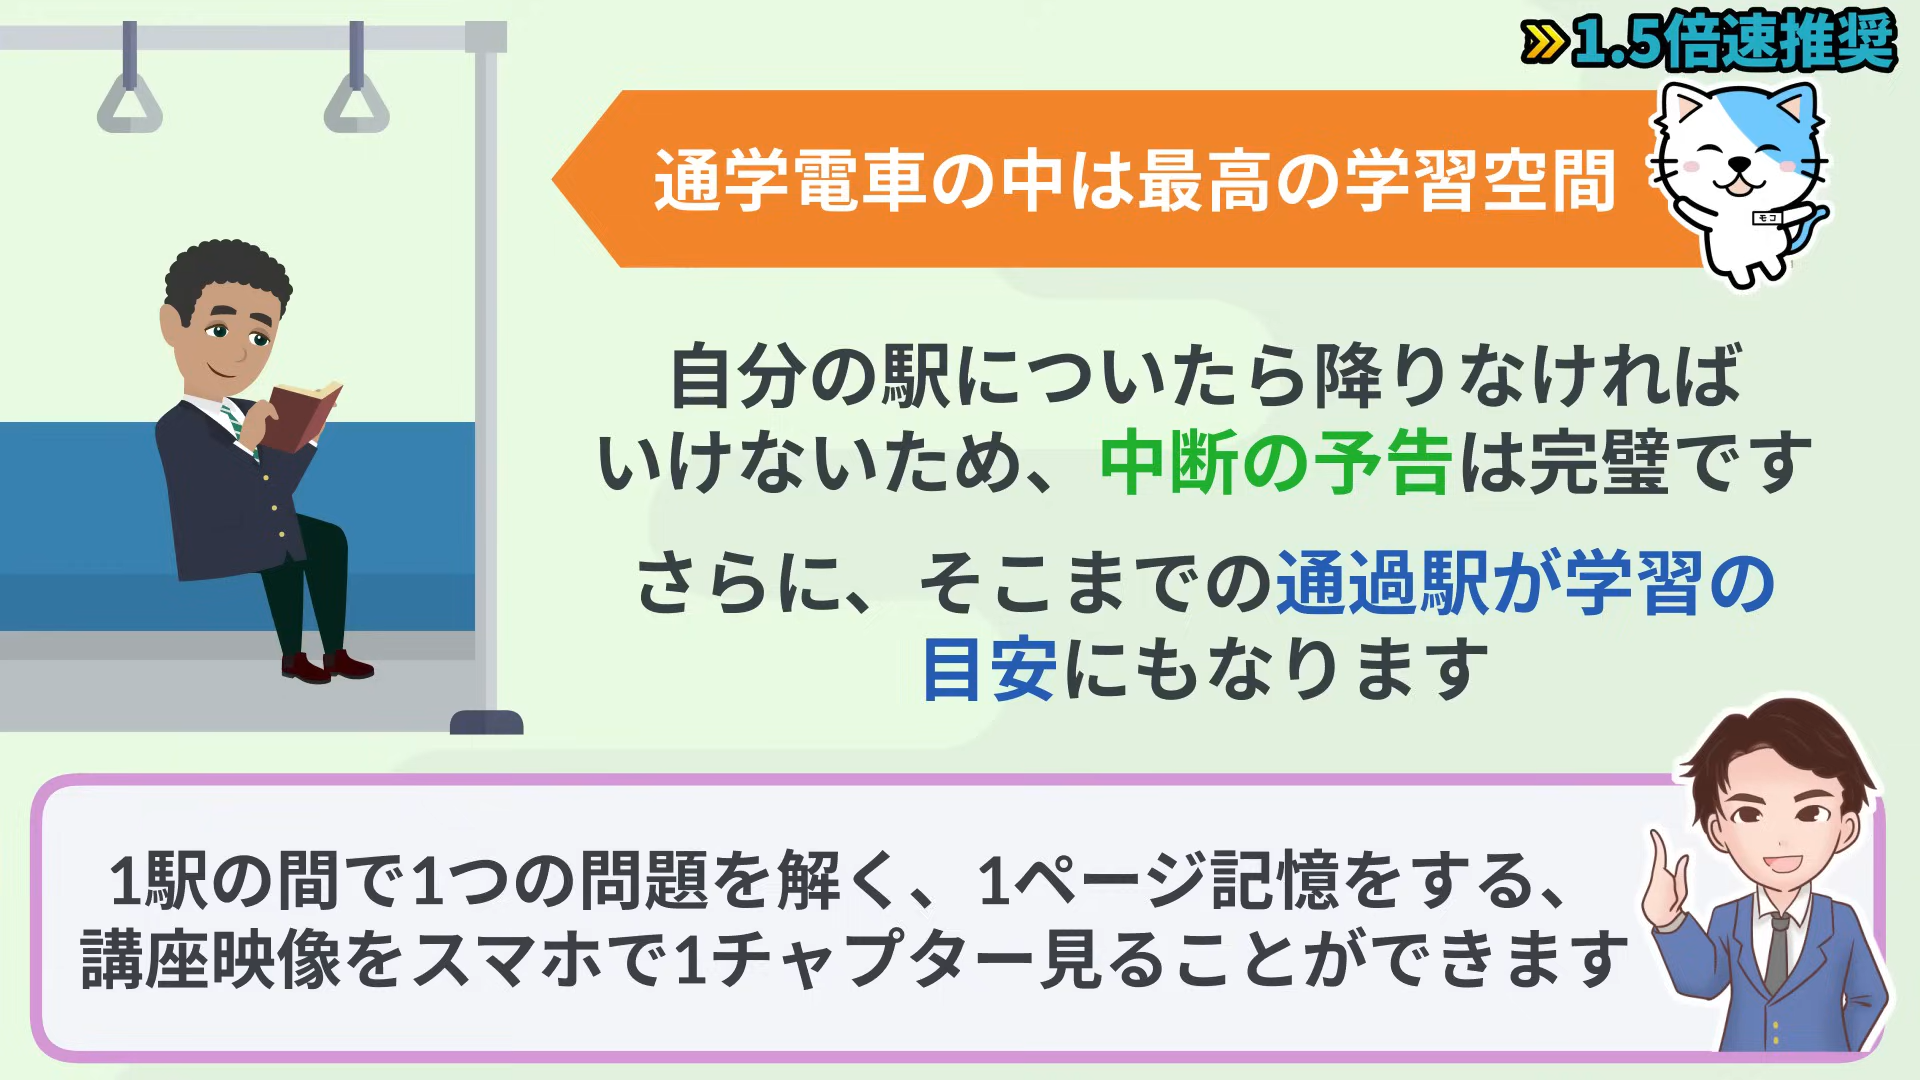 1.5倍速推奨
通学電車の中は最高の学習空間
モコ
自分の駅についたら降りなければ
いけないため、中断の予告は完璧です
さらに、そこまでの通過駅が学習の
目安にもなります
1駅の間で1つの問題を解く、1ページ記憶をする、
講座映像をスマホで1チャプター見ることができます